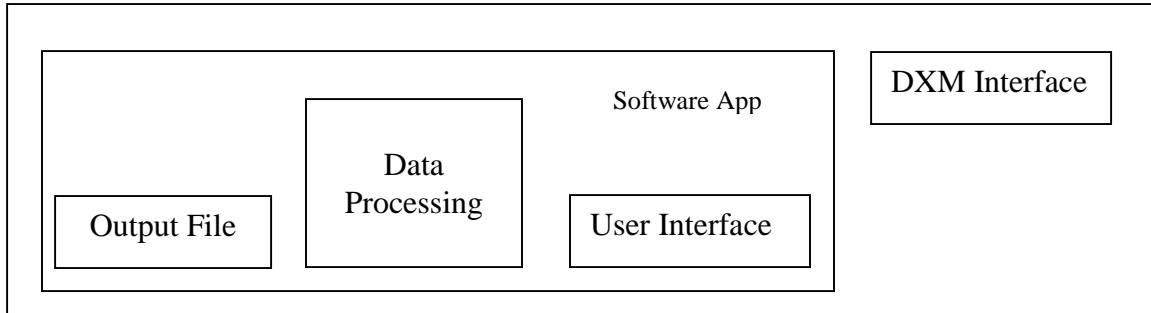 DXM Interface
Software App
Data
Processing
Output File
User Interface